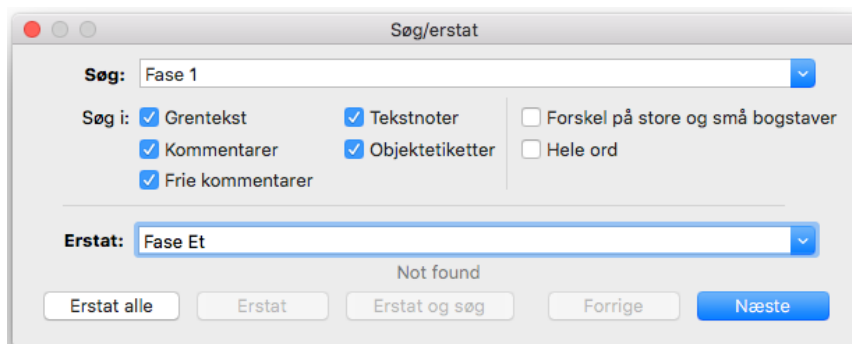 Søg/erstat
Søg: Fase 1
Søg i: Grentekst Tekstnoter Forskel på store og små bogstaver
Kommentarer Objektetiketter Hele ord
Frie kommentarer
Erstat: Fase Et
Not found
Erstat alle Erstat Erstat og søg Forrige Næste